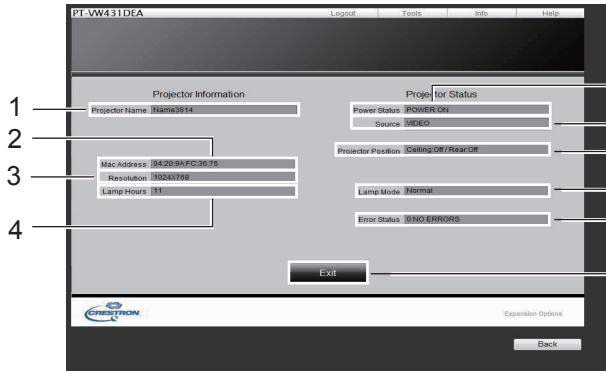 PT-VW431DEA Logout Tools Info Help
Projector Information
Projector Status
1 Projector Name Name3614
Power Status POWER ON
2
Source VIDEO
Projector Position Ceiling:Off / Rear:Off
Mac Address 04:20:9A:FC:36:76
3 Resolution 1024X768
Lamp Hours 11
Lamp Mode Normal
4
Error Status 0:NO ERRORS
Exit
CRESTRON
Expansion Options
Back